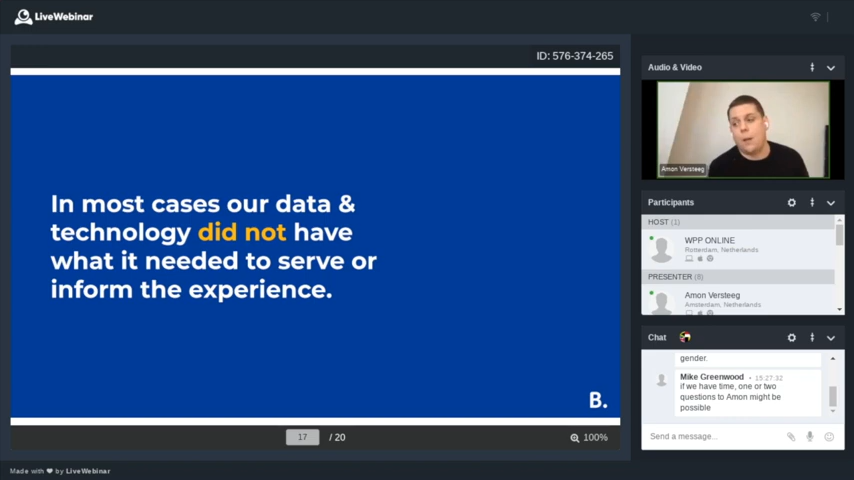 LiveWebinar
ID: 576-374-265
In most cases our data &
technology did not have
what it needed to serve or
inform the experience.
B.
17 / 20
100%
Made with ❤ by LiveWebinar
Audio & Video
Amon Versteeg
Participants
HOST (1)
WPP ONLINE
Rotterdam, Netherlands
PRESENTER (8)
Amon Versteeg
Amsterdam, Netherlands
Chat
gender.
Mike Greenwood • 15:27:32
if we have time, one or two
questions to Amon might be
possible
Send a message...